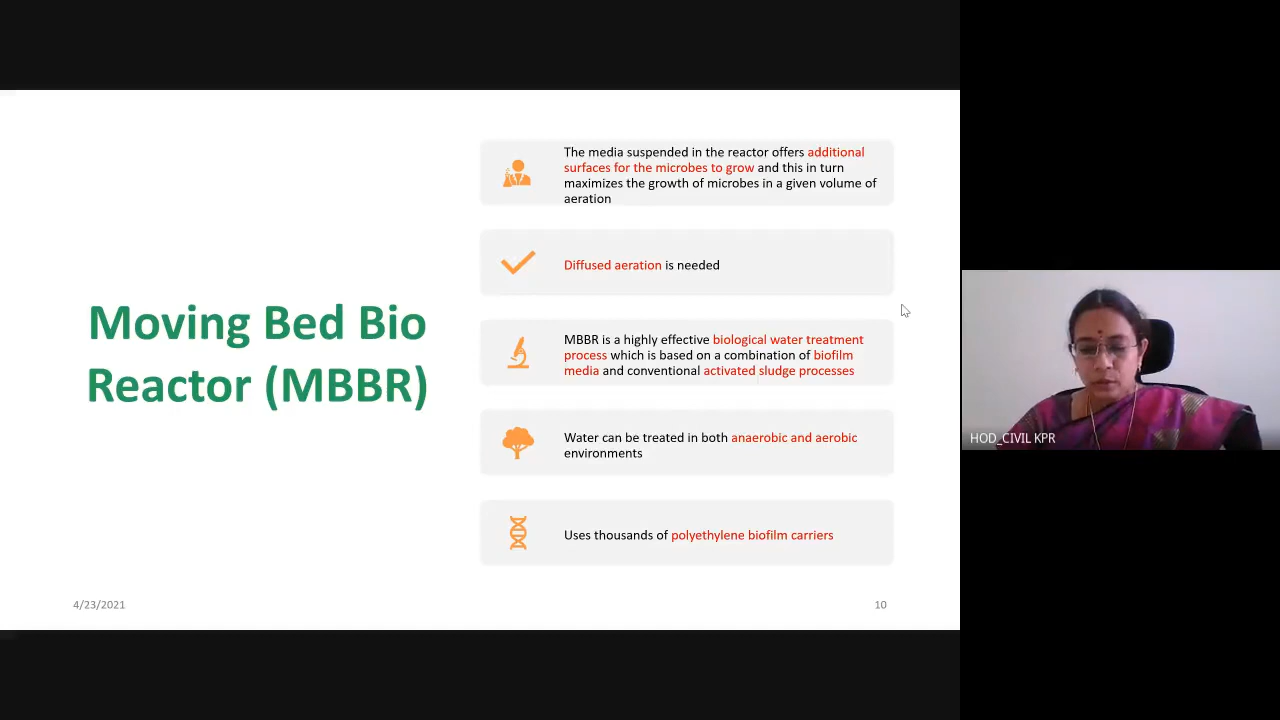 Moving Bed Bio
Reactor (MBBR)
The media suspended in the reactor offers additional
surfaces for the microbes to grow and this in turn
maximizes the growth of microbes in a given volume of
aeration
Diffused aeration is needed
MBBR is a highly effective biological water treatment
process which is based on a combination of biofilm
media and conventional activated sludge processes
Water can be treated in both anaerobic and aerobic
environments
Uses thousands of polyethylene biofilm carriers
4/23/2021
10
HOD_CIVIL KPR